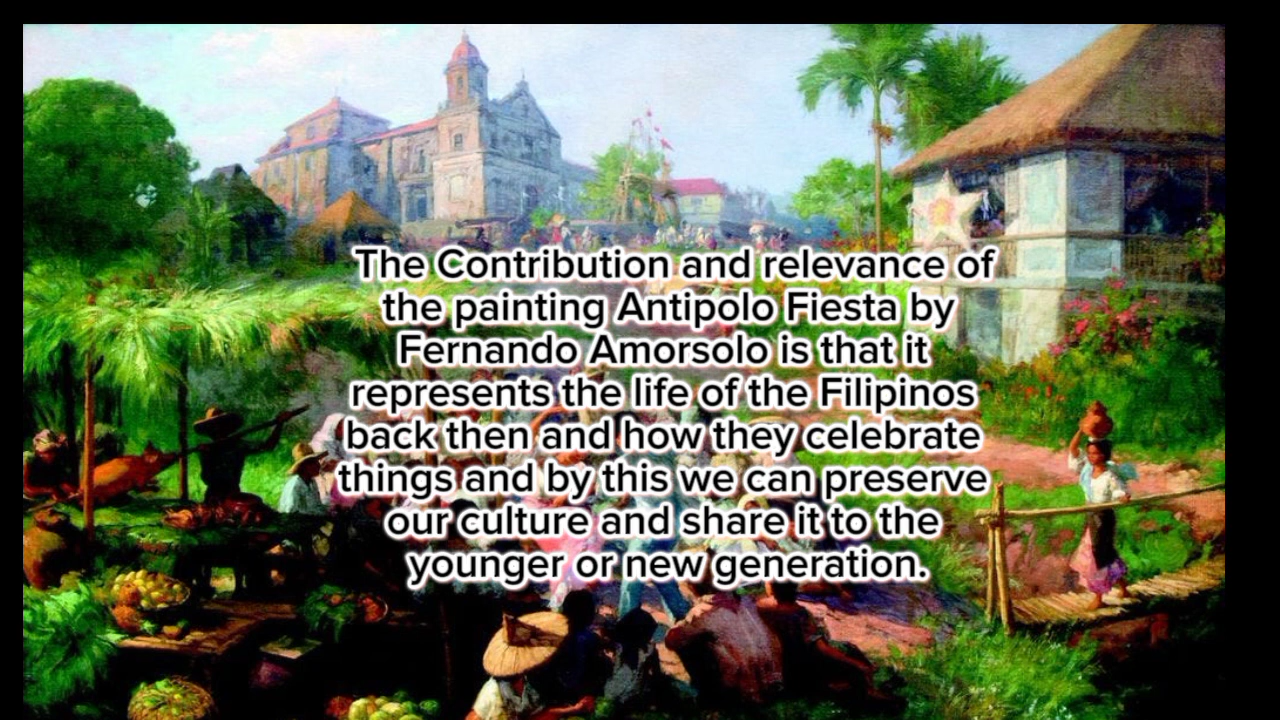 The Contribution and relevance of
the painting Antipolo Fiesta by
Fernando Amorsolo is that it
represents the life of the Filipinos
back then and how they celebrate
things and by this we can preserve
our culture and share it to the
younger or new generation.